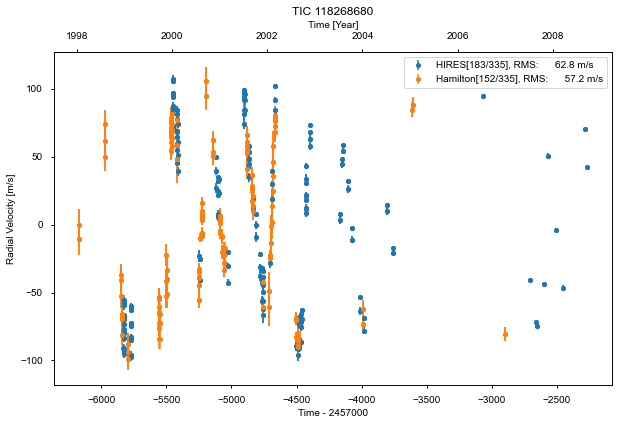 TIC 118268680
Time [Year]
1998 2000 2002 2004 2006 2008
HIRES[183/335], RMS: 62.8 m/s
Hamilton[152/335], RMS: 57.2 m/s
Radial Velocity [m/s]
100
50
0
−50
−100
−6000 −5500 −5000 −4500 −4000 −3500 −3000 −2500
Time - 2457000